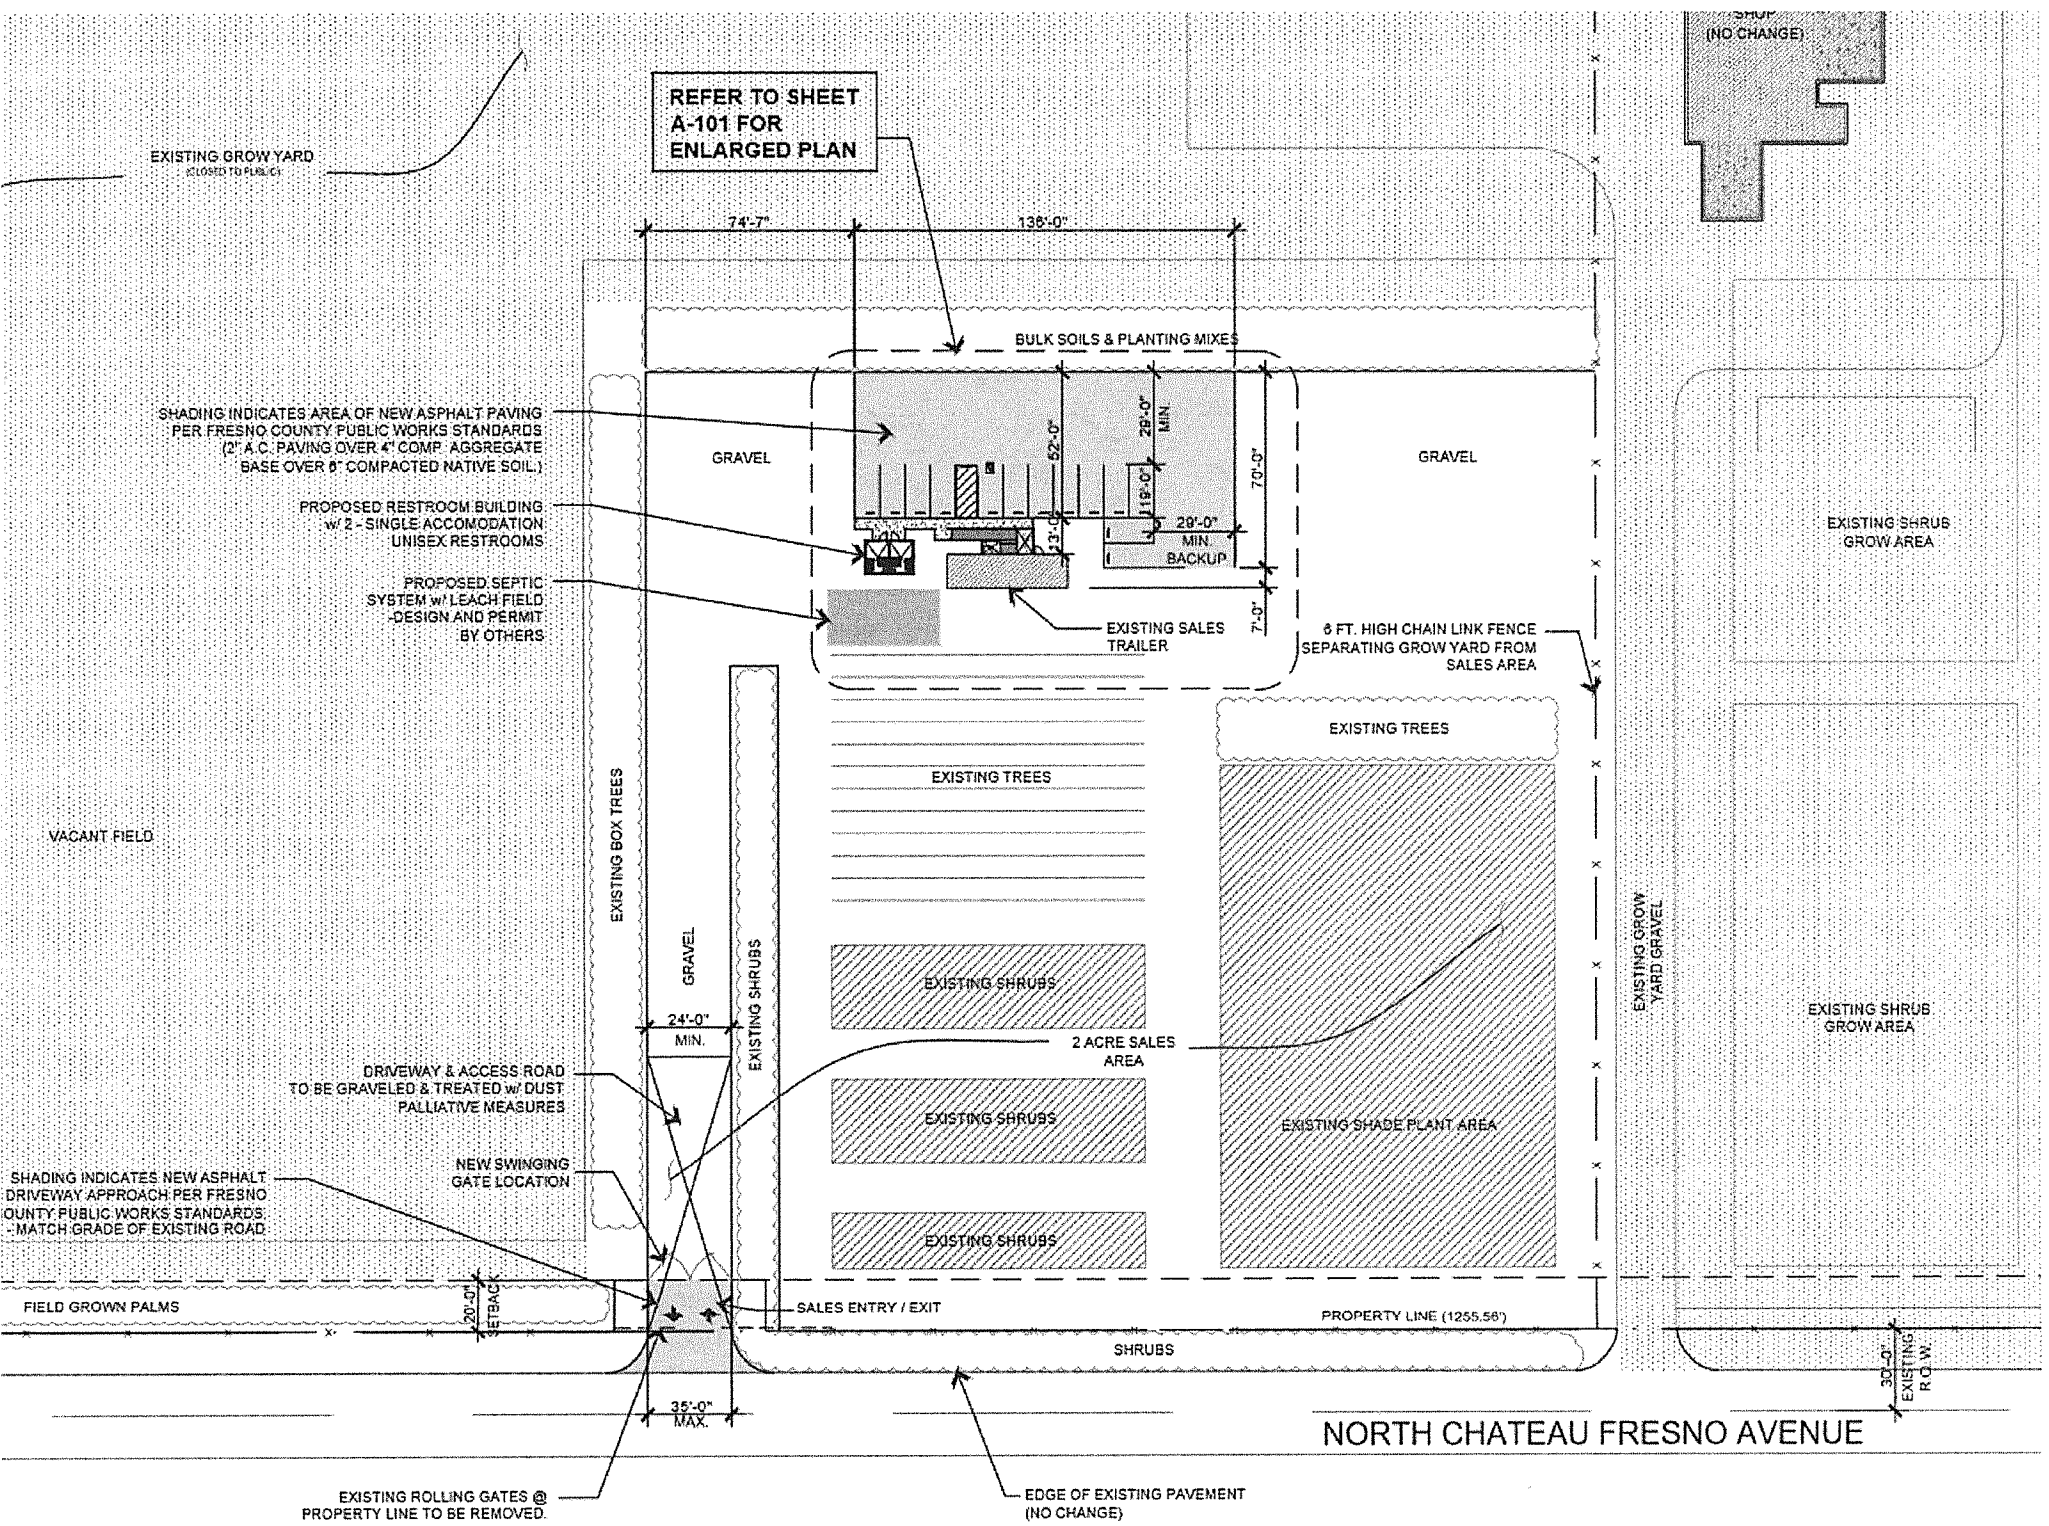 SHOP
(NO CHANGE)
REFER TO SHEET
A-101 FOR
ENLARGED PLAN
EXISTING GROW YARD
(CLOSED TO PUBLIC)
74'-7"
136'-0"
BULK SOILS & PLANTING MIXES
SHADING INDICATES AREA OF NEW ASPHALT PAVING
PER FRESNO COUNTY PUBLIC WORKS STANDARDS
(2" A.C. PAVING OVER 4" COMP. AGGREGATE
BASE OVER 6" COMPACTED NATIVE SOIL.)
GRAVEL
52'-0"
29'-0"
MIN.
70'-0"
GRAVEL
19'-0"
13'-0"
29'-0"
MIN.
BACKUP
7'-0"
PROPOSED RESTROOM BUILDING
w/ 2 - SINGLE ACCOMODATION
UNISEX RESTROOMS
PROPOSED SEPTIC
SYSTEM w/ LEACH FIELD
-DESIGN AND PERMIT
BY OTHERS
EXISTING SALES
TRAILER
6 FT. HIGH CHAIN LINK FENCE
SEPARATING GROW YARD FROM
SALES AREA
EXISTING SHRUB
GROW AREA
EXISTING TREES
EXISTING TREES
VACANT FIELD
EXISTING BOX TREES
GRAVEL
EXISTING SHRUBS
EXISTING SHRUBS
EXISTING GROW
YARD GRAVEL
EXISTING SHRUB
GROW AREA
24'-0"
MIN.
2 ACRE SALES
AREA
DRIVEWAY & ACCESS ROAD
TO BE GRAVELED & TREATED w/ DUST
PALLIATIVE MEASURES
EXISTING SHRUBS
EXISTING SHADE PLANT AREA
NEW SWINGING
GATE LOCATION
SHADING INDICATES NEW ASPHALT
DRIVEWAY APPROACH PER FRESNO
OUNTY PUBLIC WORKS STANDARDS.
- MATCH GRADE OF EXISTING ROAD
EXISTING SHRUBS
FIELD GROWN PALMS
20'-0"
SETBACK
SALES ENTRY / EXIT
PROPERTY LINE (1255.56')
SHRUBS
30'-0"
EXISTING
R.O.W.
35'-0"
MAX.
NORTH CHATEAU FRESNO AVENUE
EXISTING ROLLING GATES @
PROPERTY LINE TO BE REMOVED.
EDGE OF EXISTING PAVEMENT
(NO CHANGE)